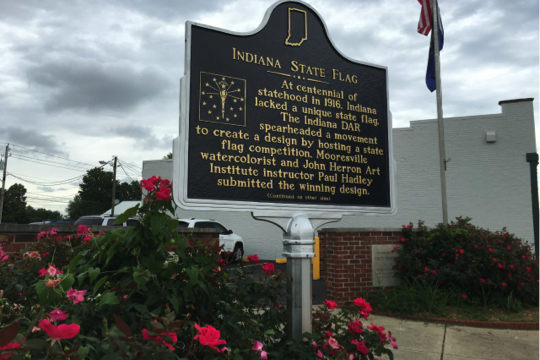 INDIANA STATE FLAG
At centennial of
statehood in 1916, Indiana
lacked a unique state flag.
The Indiana DAR
spearheaded a movement
to create a design by hosting a state
flag competition. Mooresville
watercolorist and John Herron Art
Institute instructor Paul Hadley
submitted the winning design.
(Continued on other side)